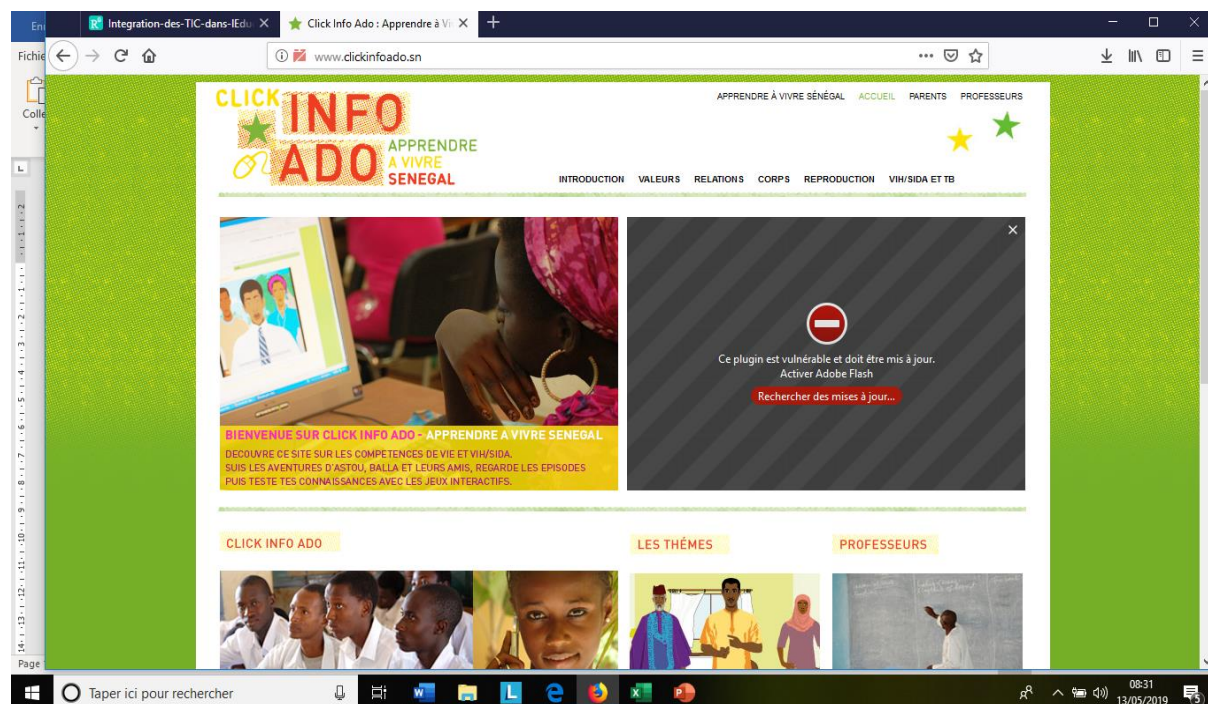 Integration-des-TIC-dans-lEdu
Click Info Ado : Apprendre à Vi
Fichie
www.clickinfoado.sn
Colle
CLICK
INFO
ADO
APPRENDRE
A VIVRE
SENEGAL
APPRENDRE À VIVRE SÉNÉGAL ACCUEIL PARENTS PROFESSEURS
INTRODUCTION VALEURS RELATIONS CORPS REPRODUCTION VIH/SIDA ET TB
Ce plugin est vulnérable et doit être mis à jour.
Activer Adobe Flash
Rechercher des mises à jour...
BIENVENUE SUR CLICK INFO ADO - APPRENDRE A VIVRE SENEGAL
DECOUVRE CE SITE SUR LES COMPETENCES DE VIE ET VIH/SIDA.
SUIS LES AVENTURES D'ASTOU, BALLA ET LEURS AMIS, REGARDE LES EPISODES
PUIS TESTE TES CONNAISSANCES AVEC LES JEUX INTERACTIFS.
CLICK INFO ADO
LES THÉMES
PROFESSEURS
Page
Taper ici pour rechercher
08:31
13/05/2019